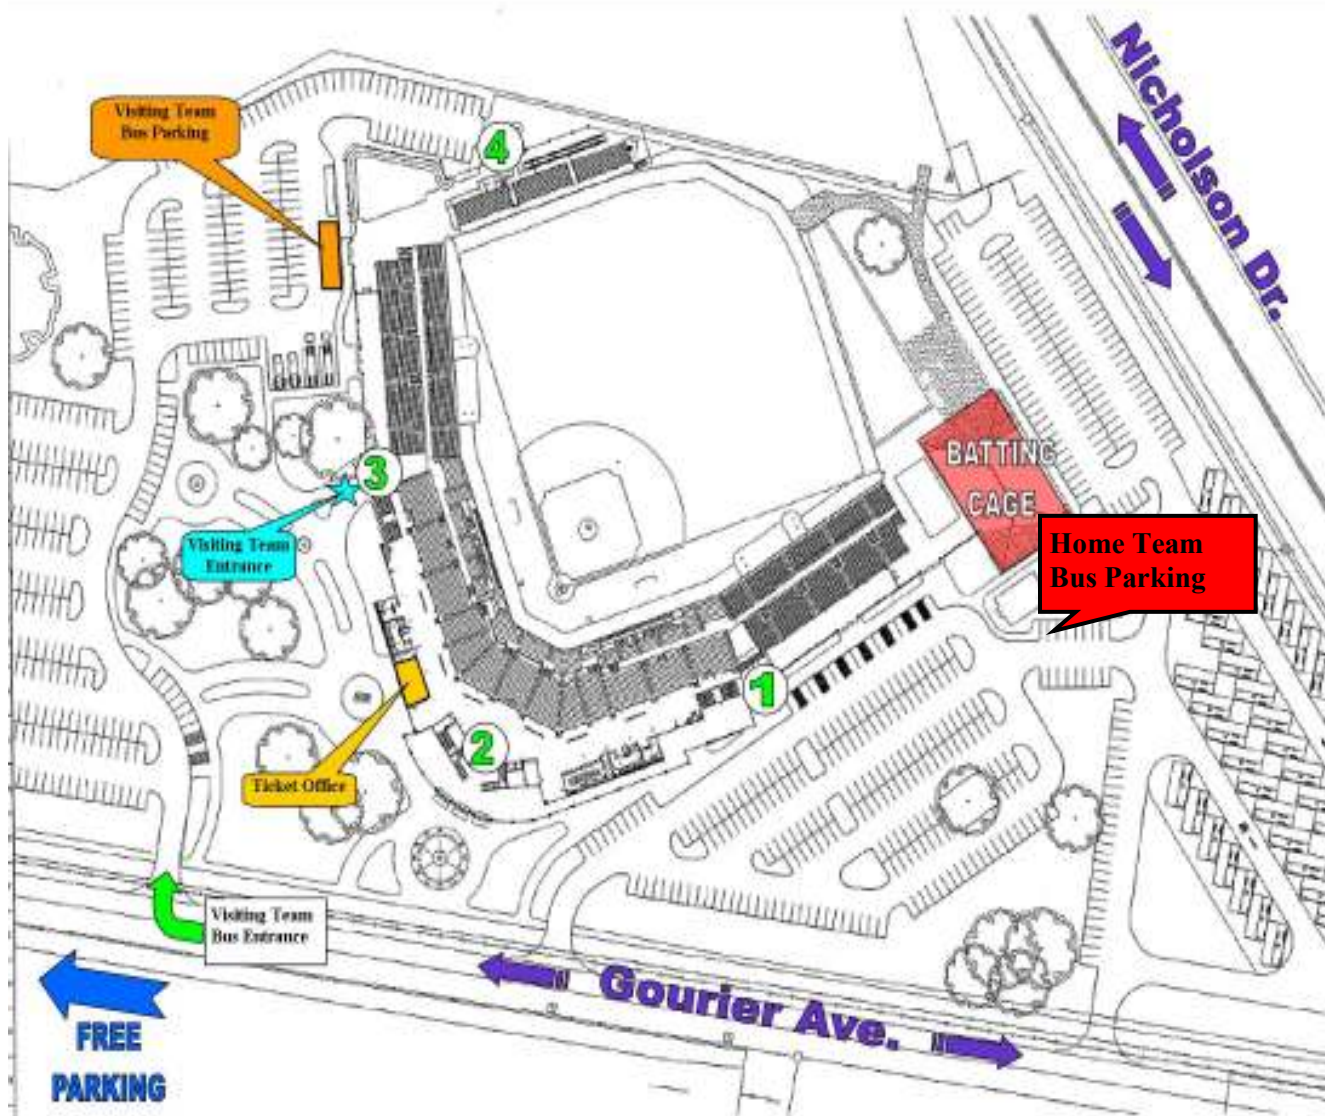 Nicholson Dr.
Visiting Team
Bus Parking
4
BATTING
CAGE
3
Visiting Team
Entrance
Home Team
Bus Parking
1
2
Ticket Office
Visiting Team
Bus Entrance
Gourier Ave.
FREE
PARKING